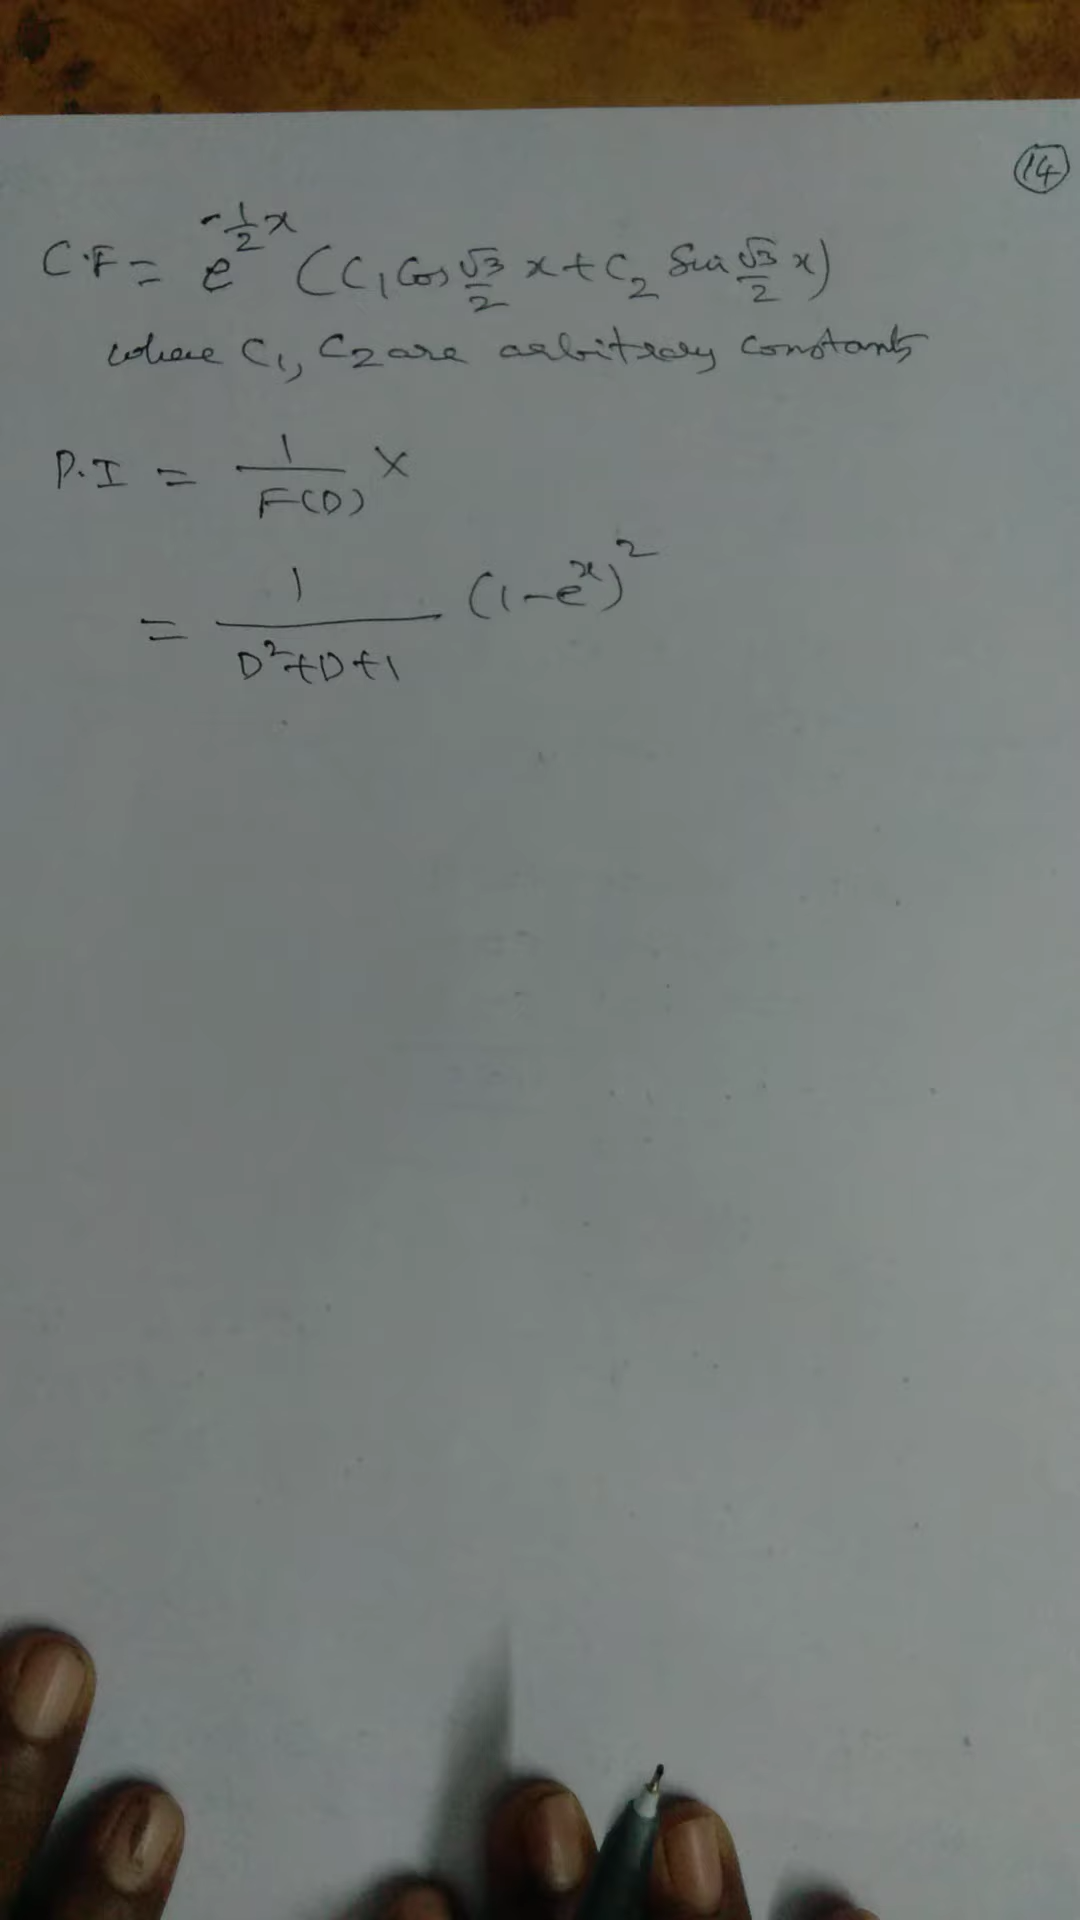 14
C.F = e^{-1/2 x} (C₁ Cos √3/2 x + C₂ Sin √3/2 x)
where C₁, C₂ are arbitrary constants
P.I = 1/F(D) X
= 1/(D²+D+1) (1-eˣ)²